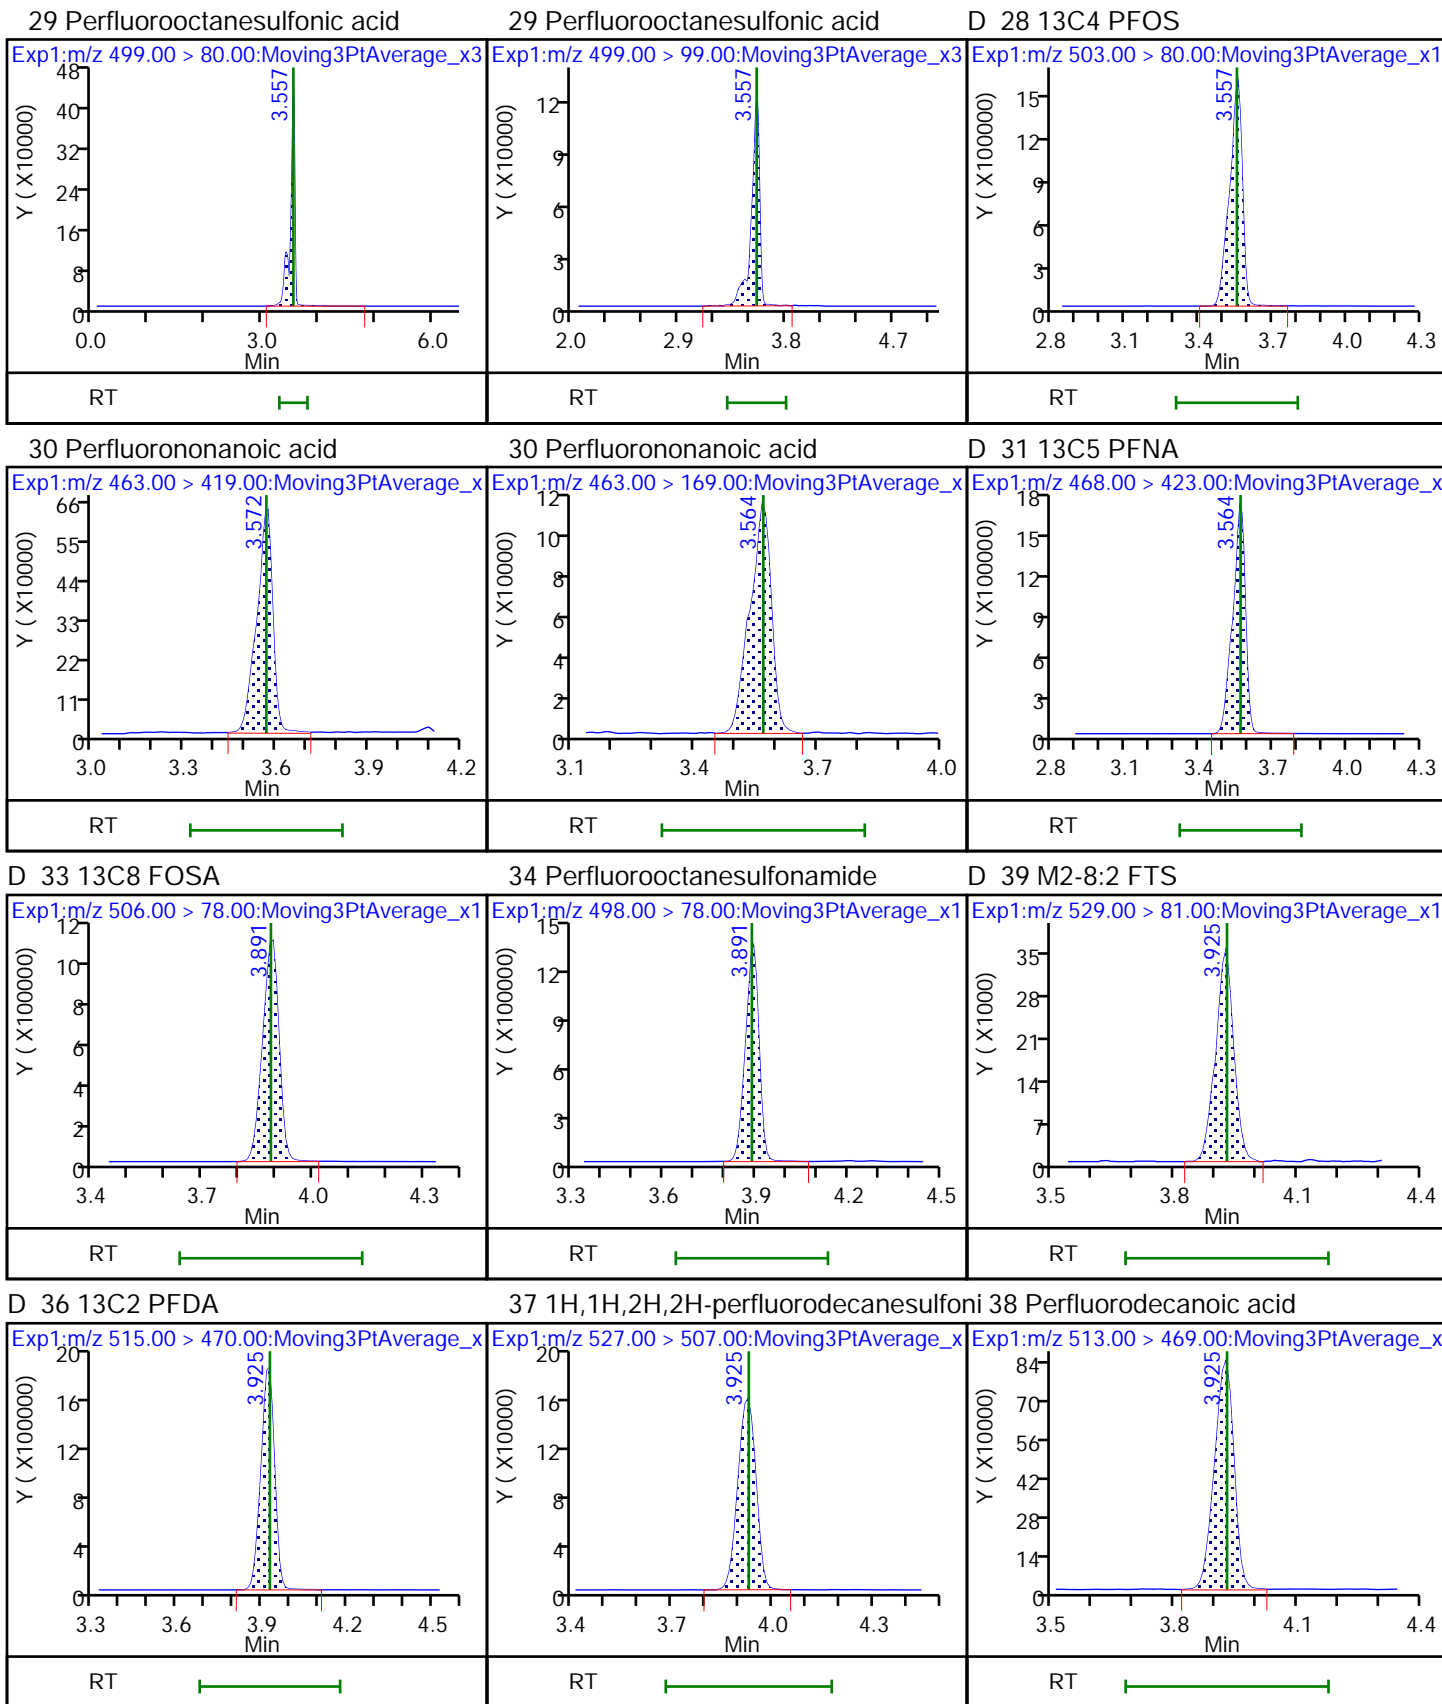 29 Perfluorooctanesulfonic acid
Exp1:m/z 499.00 > 80.00:Moving3PtAverage_x3
Y ( X10000)
48
40
32
24
16
8
0
3.557
0.0 3.0 6.0
Min
RT
29 Perfluorooctanesulfonic acid
Exp1:m/z 499.00 > 99.00:Moving3PtAverage_x3
Y ( X10000)
12
9
6
3
0
3.557
2.0 2.9 3.8 4.7
Min
RT
D 28 13C4 PFOS
Exp1:m/z 503.00 > 80.00:Moving3PtAverage_x1
Y ( X100000)
15
12
9
6
3
0
3.557
2.8 3.1 3.4 3.7 4.0 4.3
Min
RT
30 Perfluorononanoic acid
Exp1:m/z 463.00 > 419.00:Moving3PtAverage_x
Y ( X10000)
66
55
44
33
22
11
0
3.572
3.0 3.3 3.6 3.9 4.2
Min
RT
30 Perfluorononanoic acid
Exp1:m/z 463.00 > 169.00:Moving3PtAverage_x
Y ( X10000)
12
10
8
6
4
2
0
3.564
3.1 3.4 3.7 4.0
Min
RT
D 31 13C5 PFNA
Exp1:m/z 468.00 > 423.00:Moving3PtAverage_x
Y ( X100000)
18
15
12
9
6
3
0
3.564
2.8 3.1 3.4 3.7 4.0 4.3
Min
RT
D 33 13C8 FOSA
Exp1:m/z 506.00 > 78.00:Moving3PtAverage_x1
Y ( X100000)
12
10
8
6
4
2
0
3.891
3.4 3.7 4.0 4.3
Min
RT
34 Perfluorooctanesulfonamide
Exp1:m/z 498.00 > 78.00:Moving3PtAverage_x1
Y ( X100000)
15
12
9
6
3
0
3.891
3.3 3.6 3.9 4.2 4.5
Min
RT
D 39 M2-8:2 FTS
Exp1:m/z 529.00 > 81.00:Moving3PtAverage_x1
Y ( X1000)
35
28
21
14
7
0
3.925
3.5 3.8 4.1 4.4
Min
RT
D 36 13C2 PFDA
Exp1:m/z 515.00 > 470.00:Moving3PtAverage_x
Y ( X100000)
20
16
12
8
4
0
3.925
3.3 3.6 3.9 4.2 4.5
Min
RT
37 1H,1H,2H,2H-perfluorodecanesulfoni
Exp1:m/z 527.00 > 507.00:Moving3PtAverage_x
Y ( X10000)
20
16
12
8
4
0
3.925
3.4 3.7 4.0 4.3
Min
RT
38 Perfluorodecanoic acid
Exp1:m/z 513.00 > 469.00:Moving3PtAverage_x
Y ( X10000)
84
70
56
42
28
14
0
3.925
3.5 3.8 4.1 4.4
Min
RT